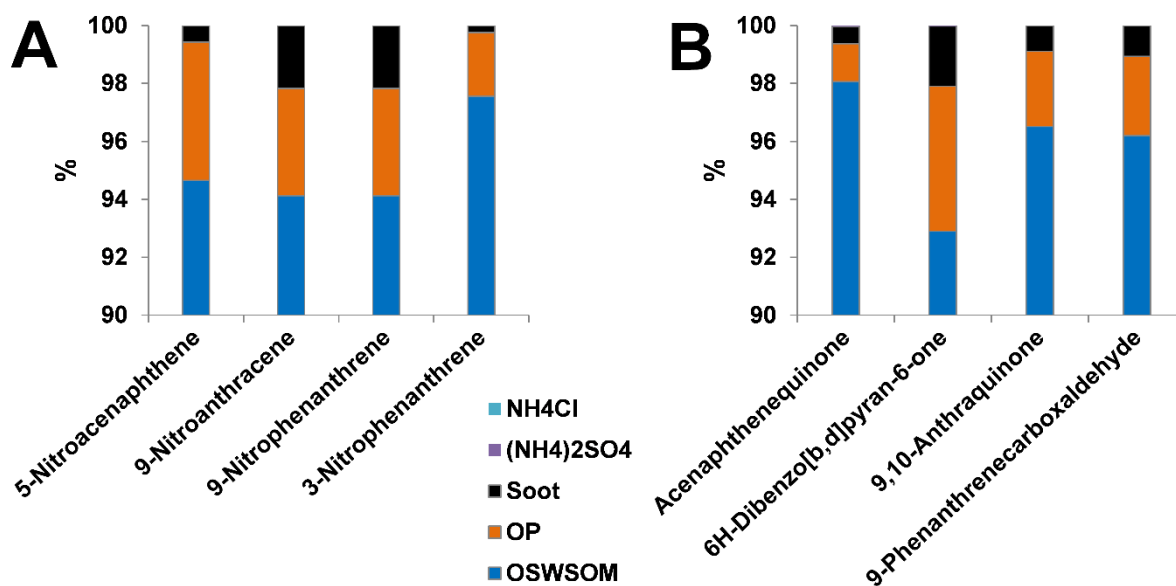 A
%
100
98
96
94
92
90
5-Nitroacenaphthene
9-Nitroanthracene
9-Nitrophenanthrene
3-Nitrophenanthrene
NH4Cl
(NH4)2SO4
Soot
OP
OSWSOM
B
%
100
98
96
94
92
90
Acenaphthenequinone
6H-Dibenzo[b,d]pyran-6-one
9,10-Anthraquinone
9-Phenanthrenecarboxaldehyde